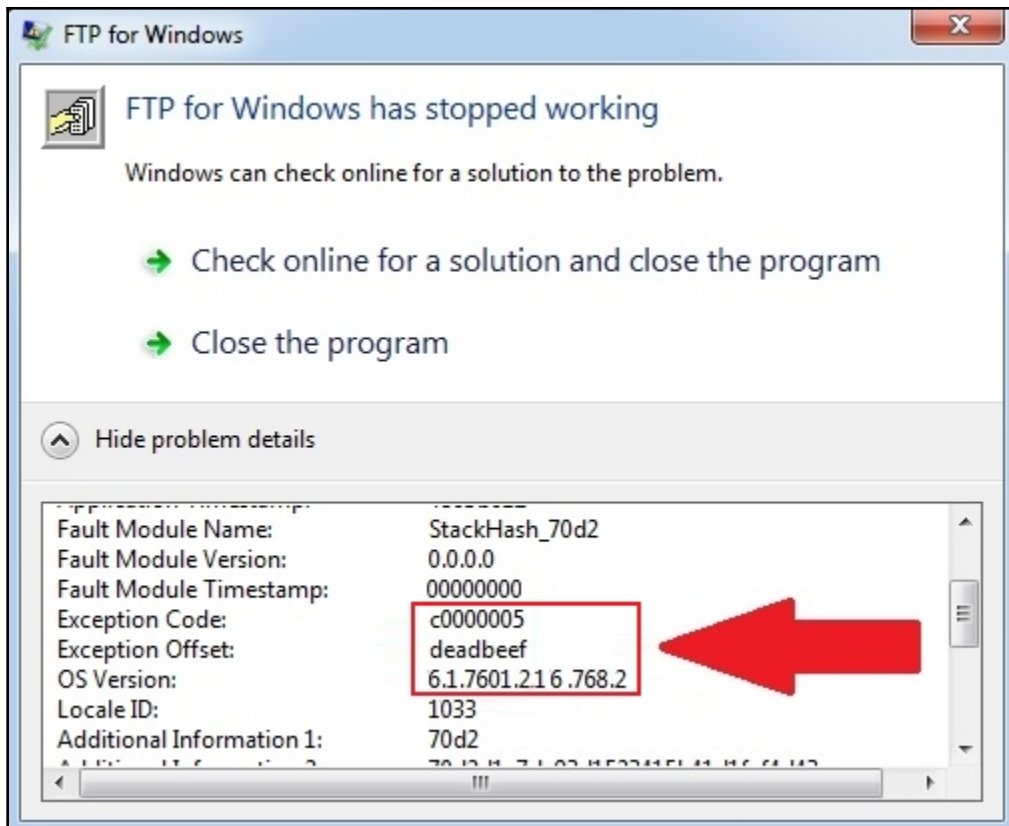 FTP for Windows
FTP for Windows has stopped working
Windows can check online for a solution to the problem.
Check online for a solution and close the program
Close the program
Hide problem details
Fault Module Name: StackHash_70d2
Fault Module Version: 0.0.0.0
Fault Module Timestamp: 00000000
Exception Code: c0000005
Exception Offset: deadbeef
OS Version: 6.1.7601.2.1 6 .768.2
Locale ID: 1033
Additional Information 1: 70d2